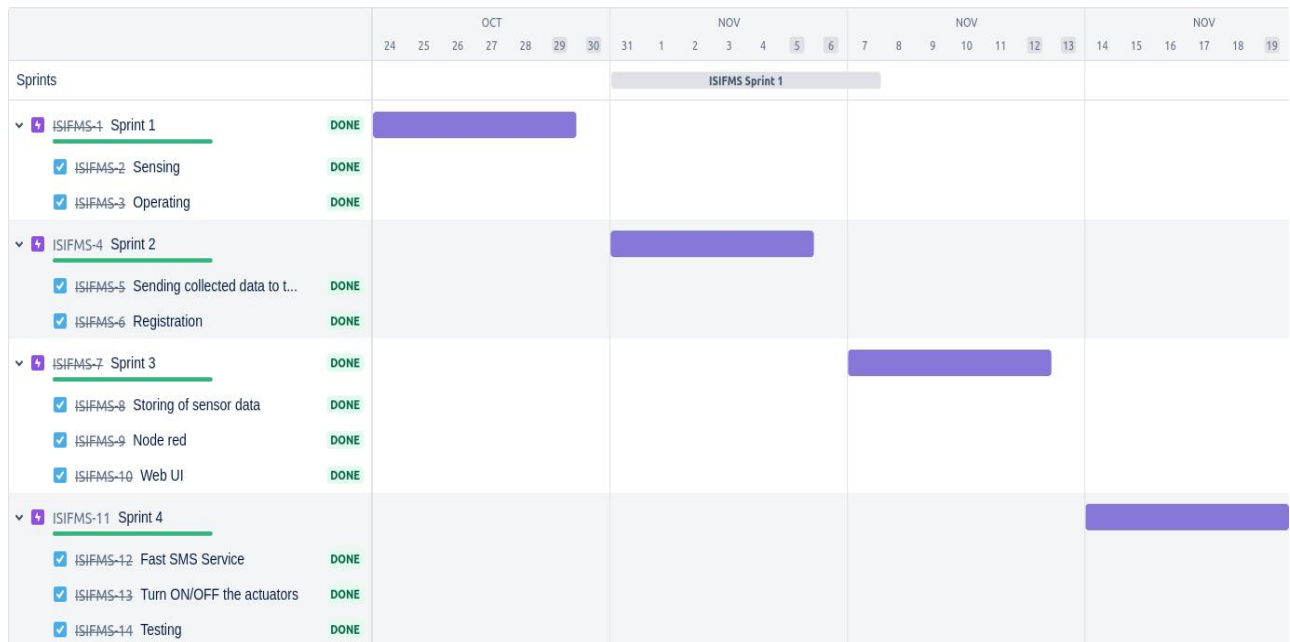 OCT NOV NOV NOV
24 25 26 27 28 29 30 31 1 2 3 4 5 6 7 8 9 10 11 12 13 14 15 16 17 18 19
Sprints ISIFMS Sprint 1
ISIFMS-1 Sprint 1 DONE
ISIFMS-2 Sensing DONE
ISIFMS-3 Operating DONE
ISIFMS-4 Sprint 2
ISIFMS-5 Sending collected data to t... DONE
ISIFMS-6 Registration DONE
ISIFMS-7 Sprint 3 DONE
ISIFMS-8 Storing of sensor data DONE
ISIFMS-9 Node red DONE
ISIFMS-10 Web UI DONE
ISIFMS-11 Sprint 4
ISIFMS-12 Fast SMS Service DONE
ISIFMS-13 Turn ON/OFF the actuators DONE
ISIFMS-14 Testing DONE